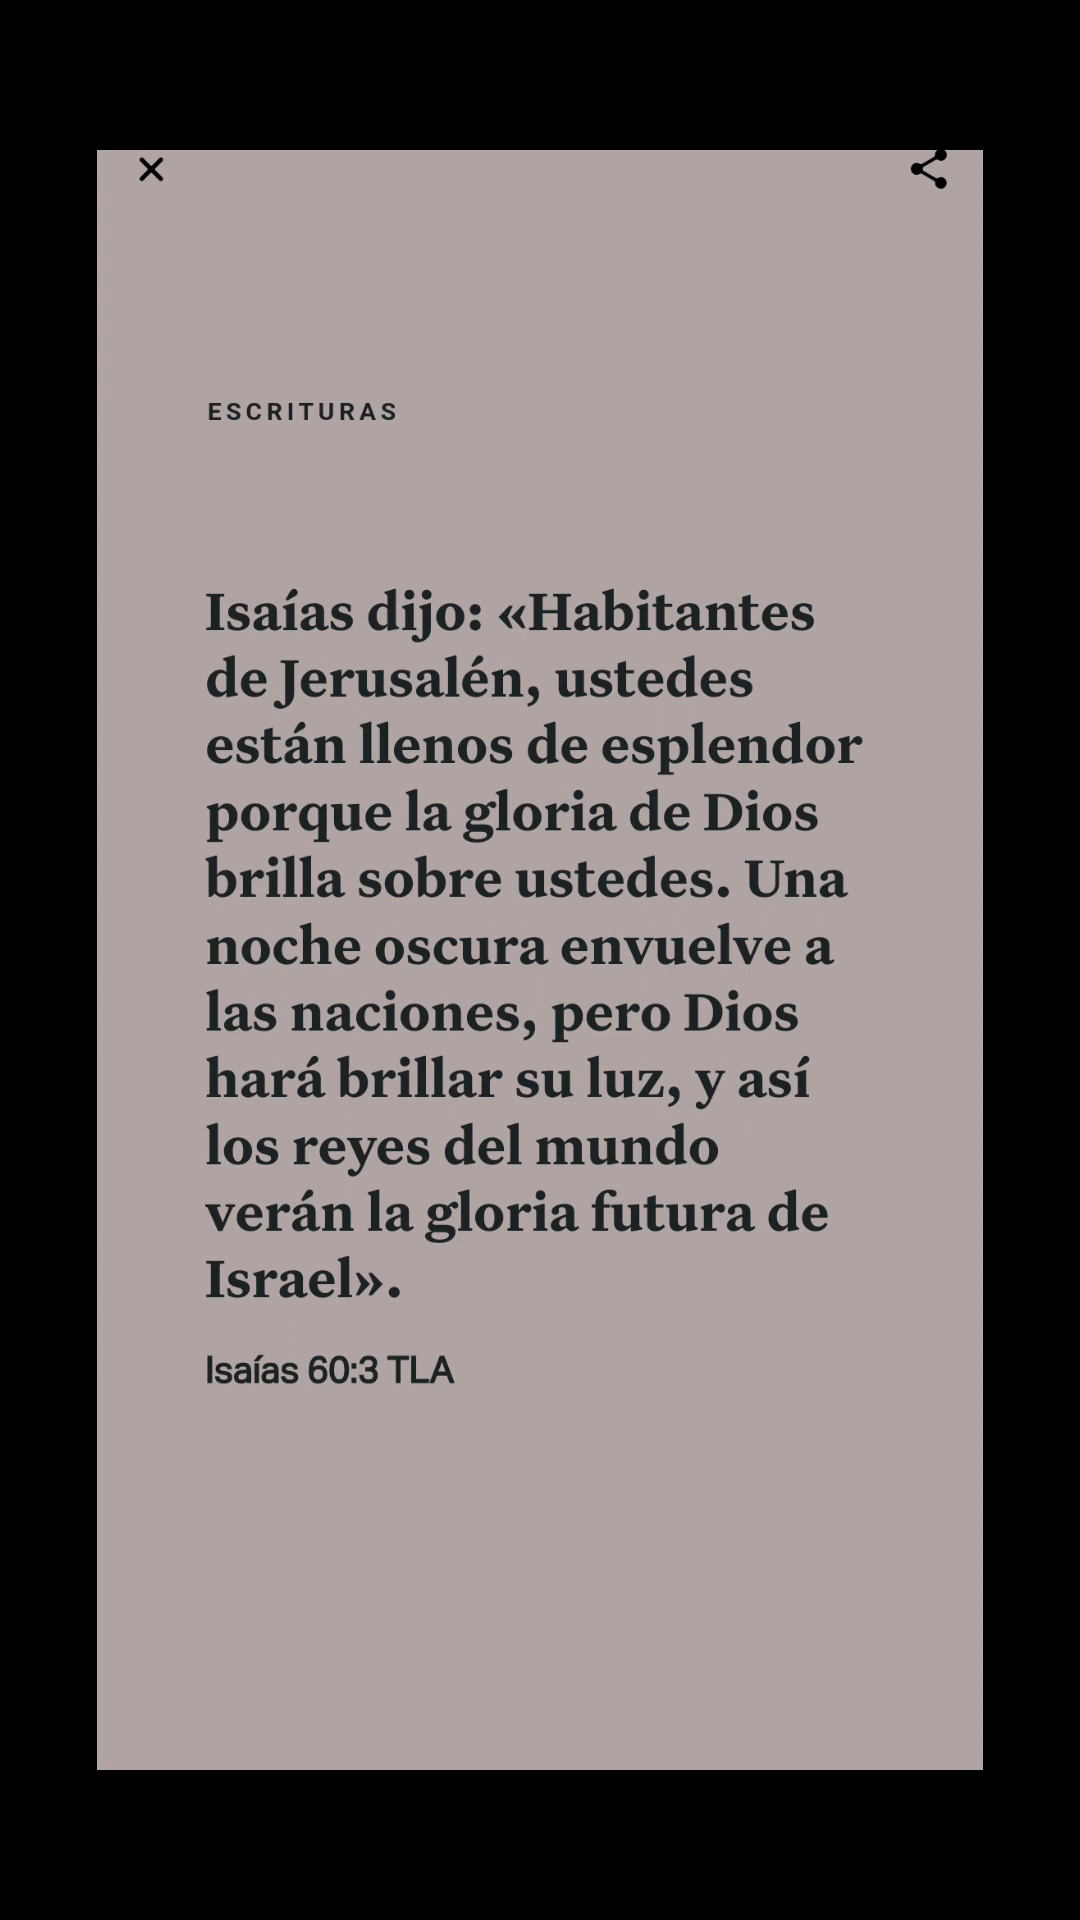 ESCRITURAS
Isaías dijo: «Habitantes
de Jerusalén, ustedes
están llenos de esplendor
porque la gloria de Dios
brilla sobre ustedes. Una
noche oscura envuelve a
las naciones, pero Dios
hará brillar su luz, y así
los reyes del mundo
verán la gloria futura de
Israel».
Isaías 60:3 TLA